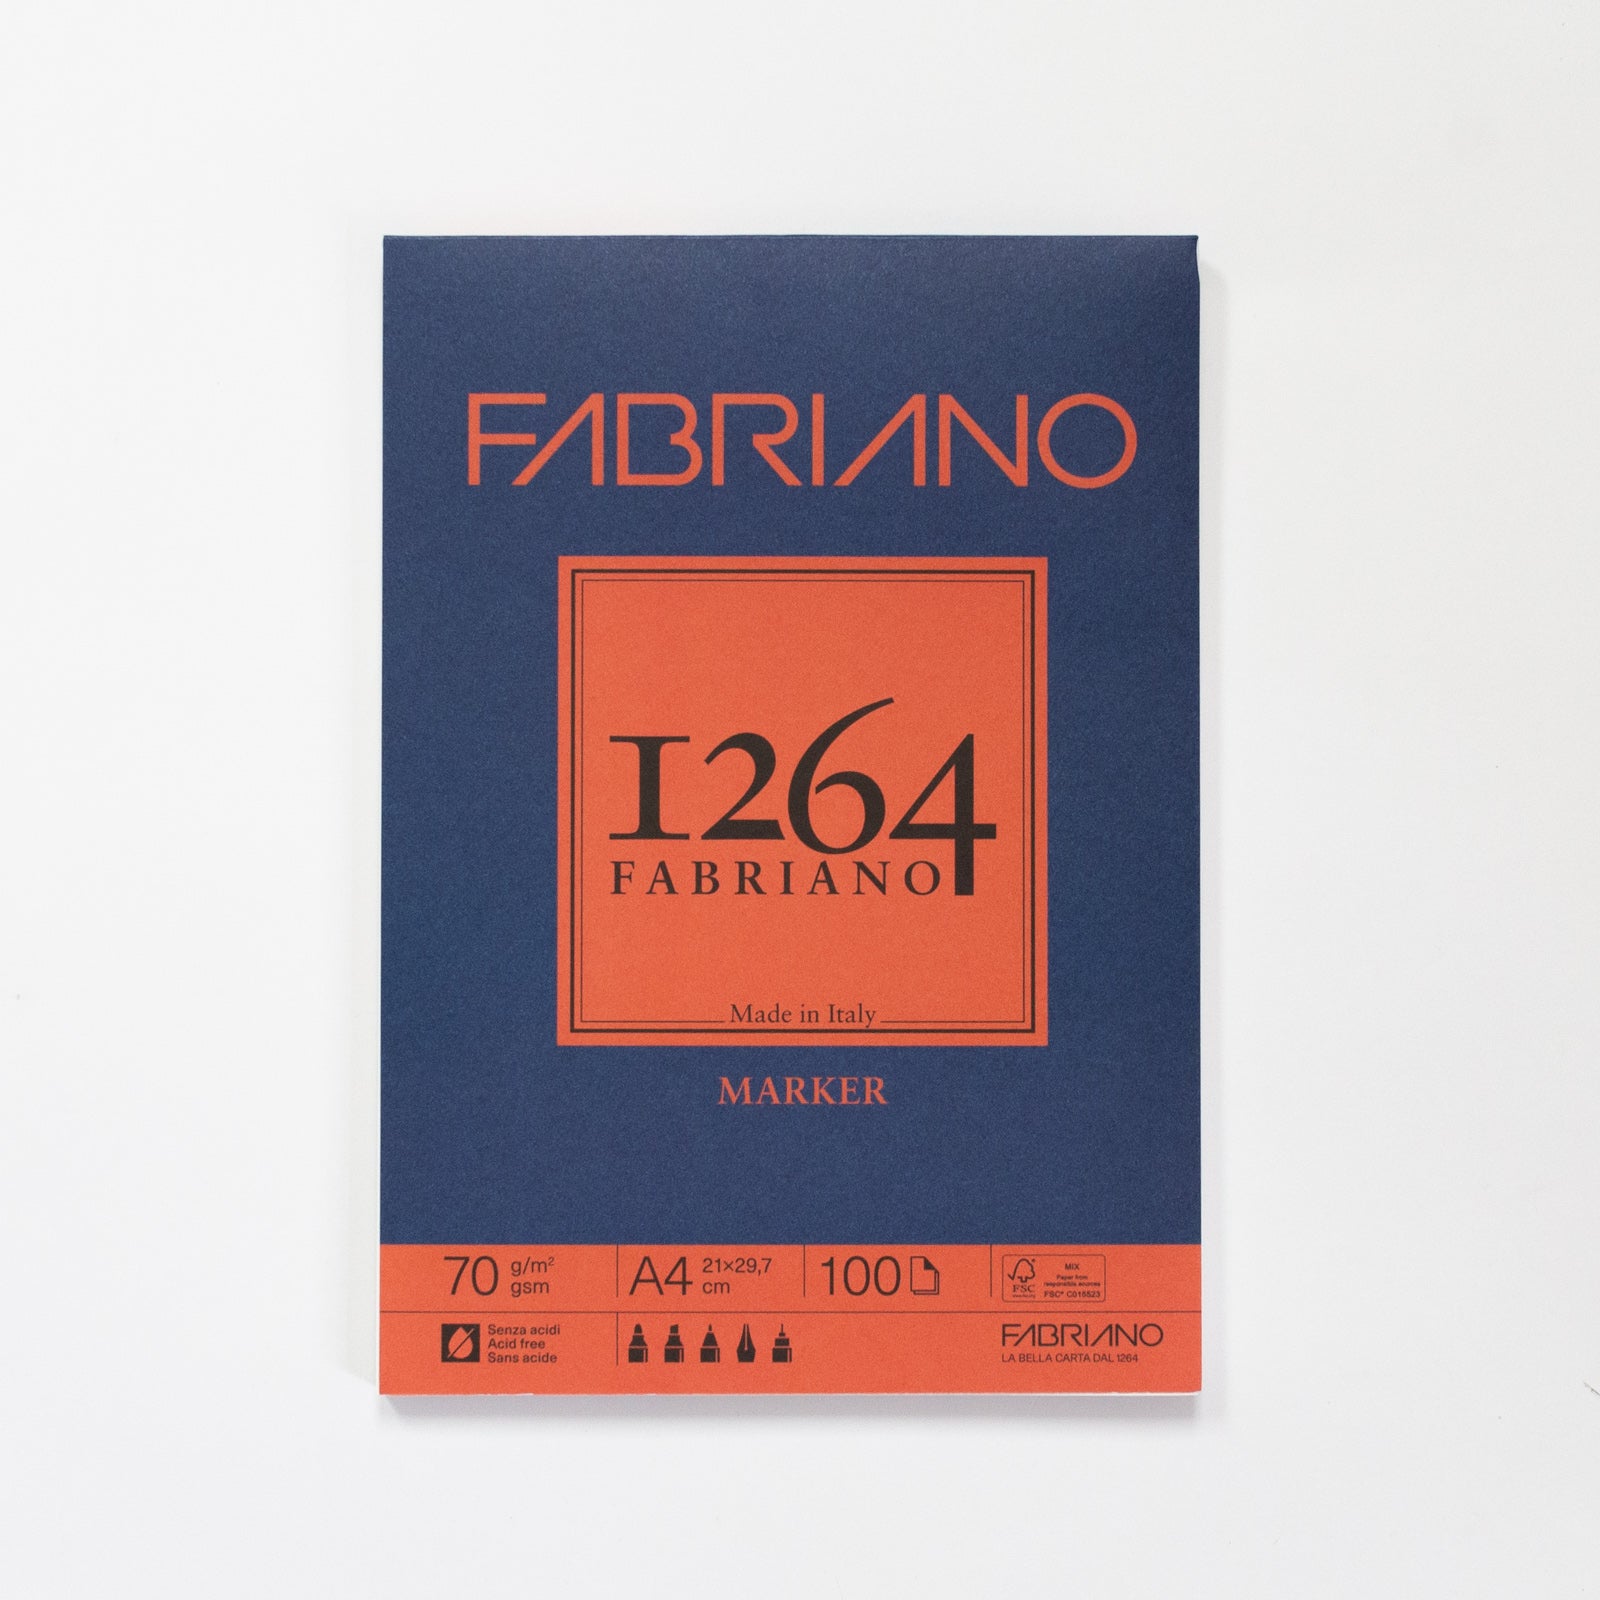 FABRIANO
1264
FABRIANO
Made in Italy
MARKER
70 g/m² gsm
A4 21×29,7 cm
100
FSC
MIX
Paper from
responsible sources
FSC® C015523
Senza acidi
Acid free
Sans acide
FABRIANO
LA BELLA CARTA DAL 1264